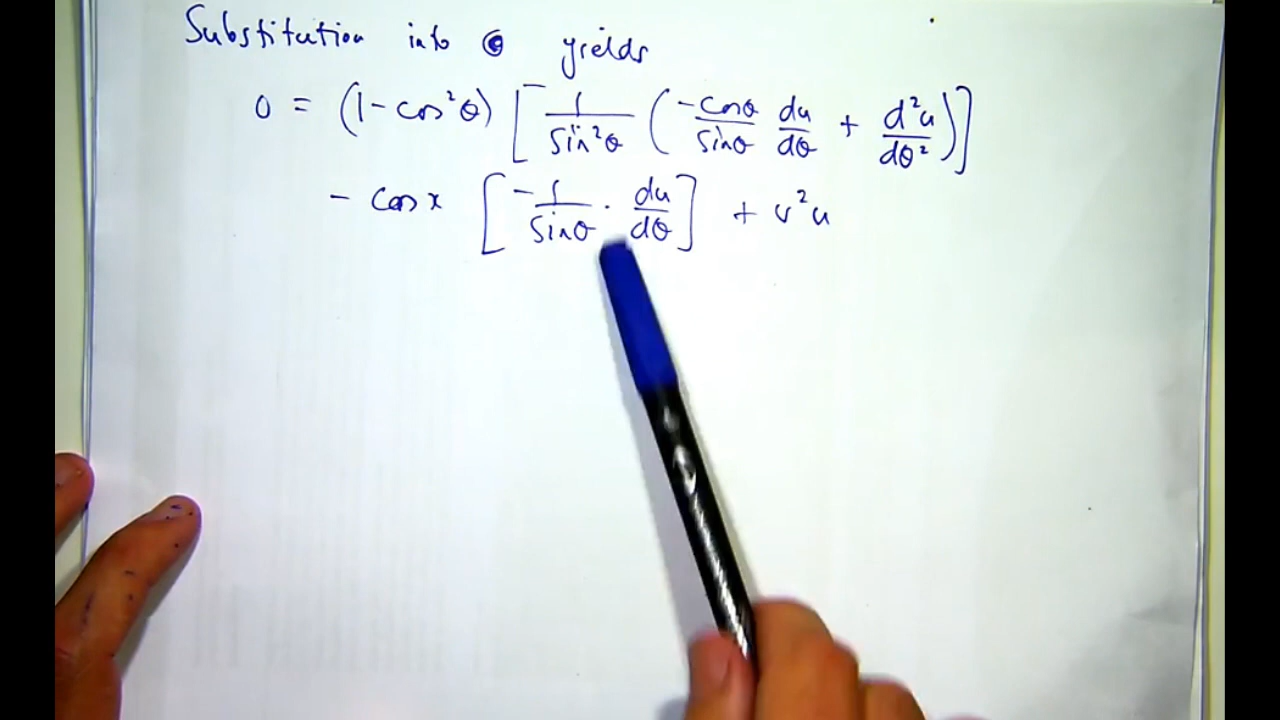 Substitution into © yields
0 = (1 - cos²θ) [ 1/sin²θ ( -cosθ/sinθ du/dθ + d²u/dθ² ) ]
- cos x [ -1/sinθ · du/dθ ] + v²u